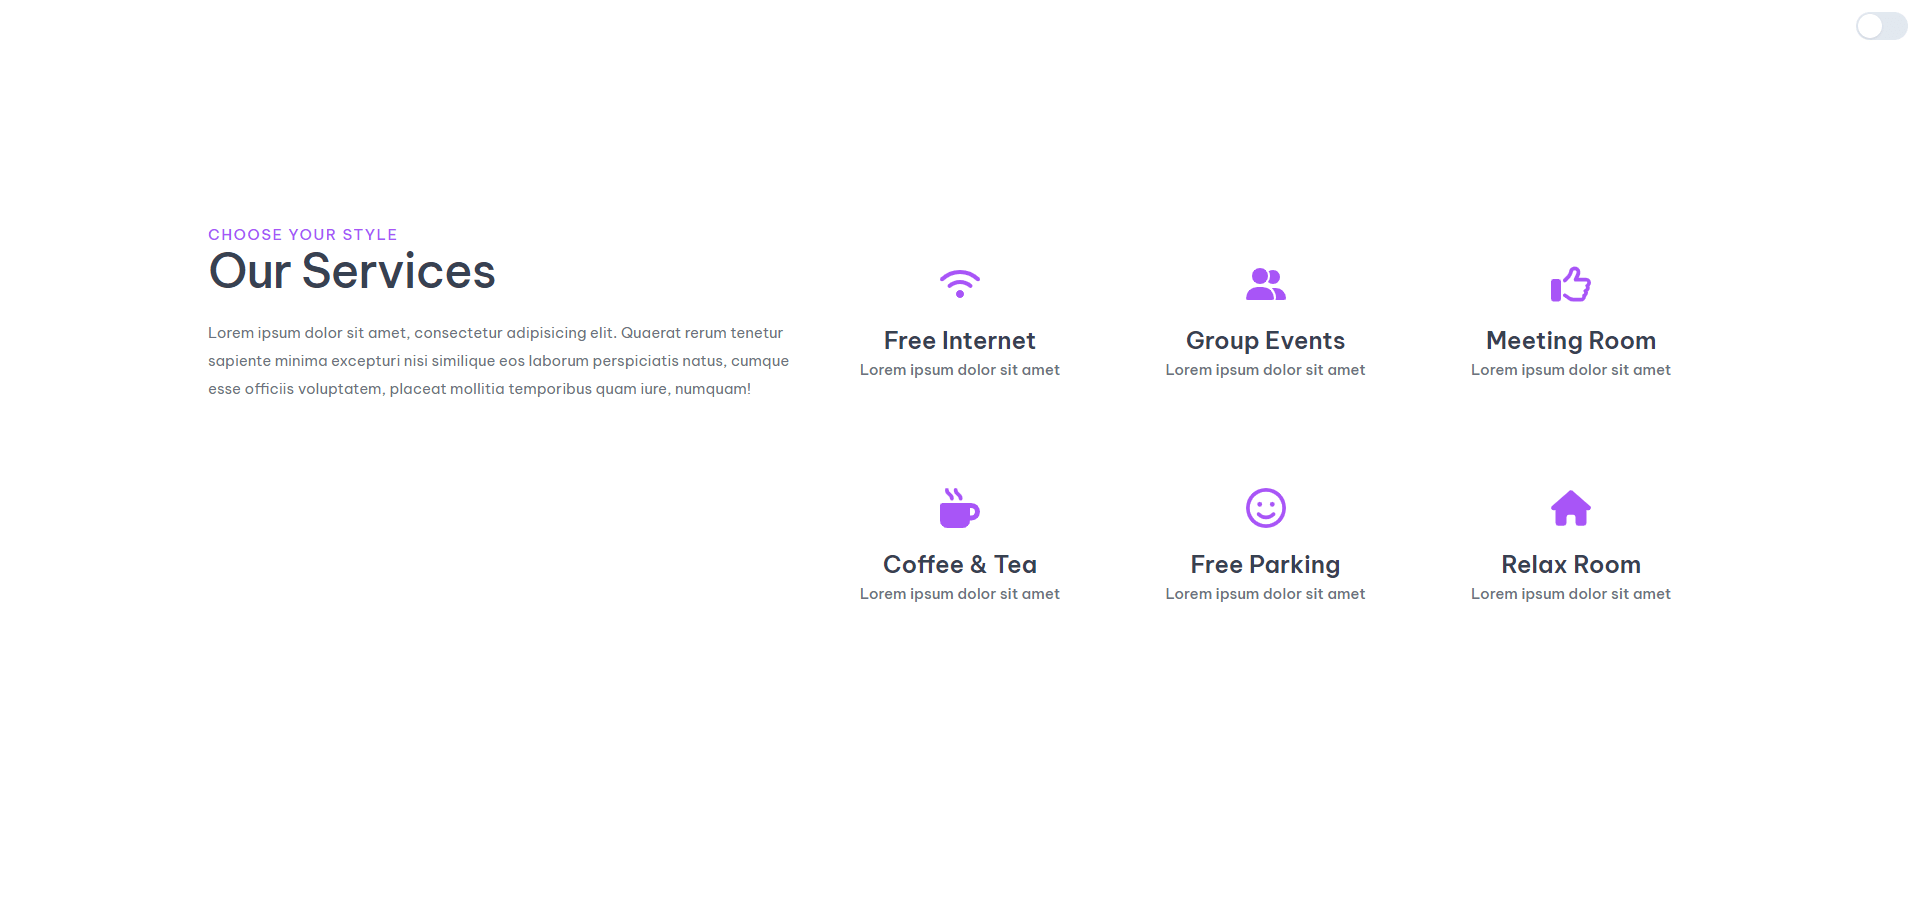 CHOOSE YOUR STYLE
Our Services
Lorem ipsum dolor sit amet, consectetur adipisicing elit. Quaerat rerum tenetur
sapiente minima excepturi nisi similique eos laborum perspiciatis natus, cumque
esse officiis voluptatem, placeat mollitia temporibus quam iure, numquam!
Free Internet
Lorem ipsum dolor sit amet
Group Events
Lorem ipsum dolor sit amet
Meeting Room
Lorem ipsum dolor sit amet
Coffee & Tea
Lorem ipsum dolor sit amet
Free Parking
Lorem ipsum dolor sit amet
Relax Room
Lorem ipsum dolor sit amet